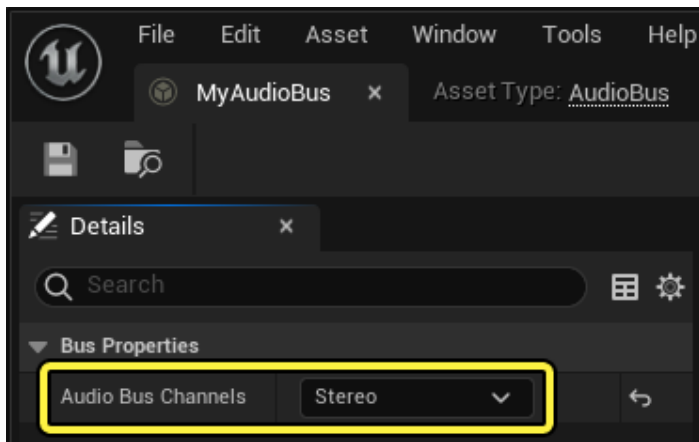 File Edit Asset Window Tools Help
MyAudioBus Asset Type: AudioBus
Details
Search
Bus Properties
Audio Bus Channels Stereo